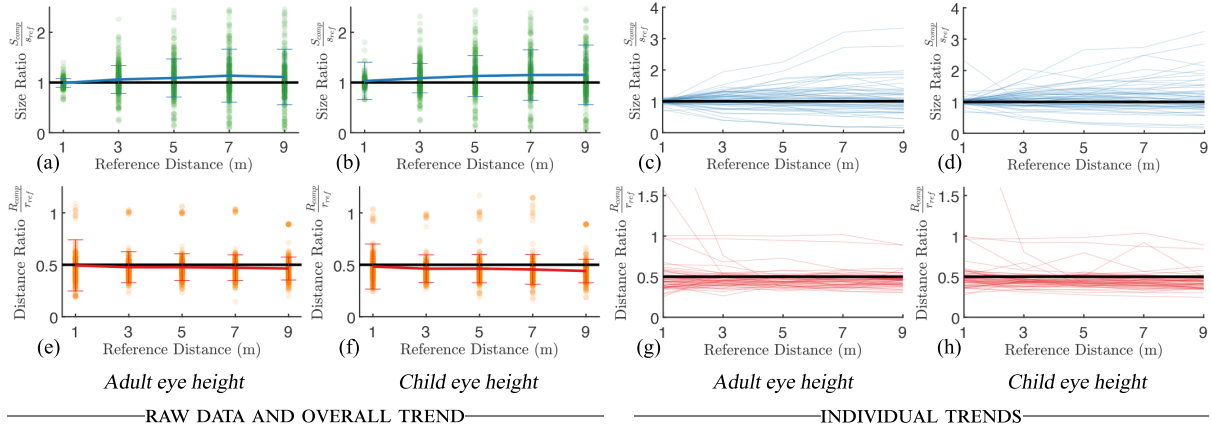 Size Ratio S_comp/s_ref
2
1
0
1 3 5 7 9
(a) Reference Distance (m)
Size Ratio S_comp/s_ref
2
1
0
1 3 5 7 9
(b) Reference Distance (m)
Size Ratio S_comp/s_ref
4
3
2
1
0
1 3 5 7 9
(c) Reference Distance (m)
Size Ratio S_comp/s_ref
4
3
2
1
0
1 3 5 7 9
(d) Reference Distance (m)
Distance Ratio R_comp/r_ref
1
0.5
0
1 3 5 7 9
(e) Reference Distance (m)
Distance Ratio R_comp/r_ref
1
0.5
0
1 3 5 7 9
(f) Reference Distance (m)
Distance Ratio R_comp/r_ref
1.5
1
0.5
0
1 3 5 7 9
(g) Reference Distance (m)
Distance Ratio R_comp/r_ref
1.5
1
0.5
0
1 3 5 7 9
(h) Reference Distance (m)
Adult eye height
Child eye height
Adult eye height
Child eye height
RAW DATA AND OVERALL TREND
INDIVIDUAL TRENDS